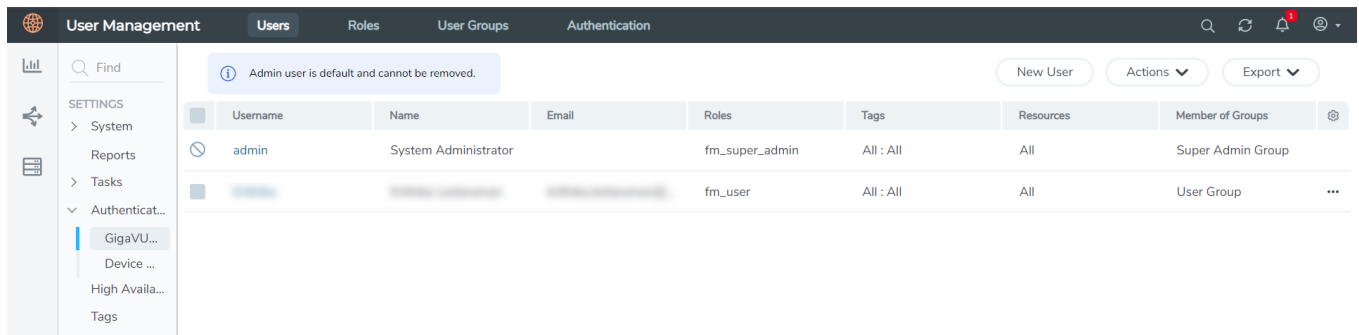 User Management Users Roles User Groups Authentication 1
Find
Admin user is default and cannot be removed.
New User Actions Export
SETTINGS
System
Reports
Tasks
Authenticat...
GigaVU...
Device ...
High Availa...
Tags
Username Name Email Roles Tags Resources Member of Groups
admin System Administrator fm_super_admin All : All All Super Admin Group
fm_user All : All All User Group ...